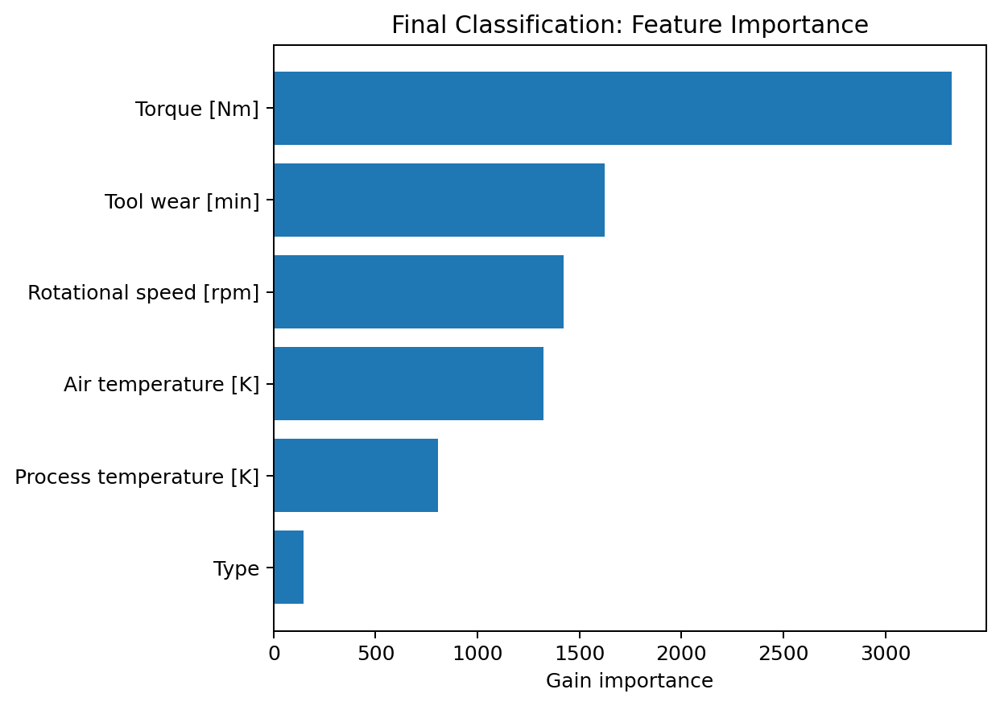 Final Classification: Feature Importance
Torque [Nm]
Tool wear [min]
Rotational speed [rpm]
Air temperature [K]
Process temperature [K]
Type
0 500 1000 1500 2000 2500 3000
Gain importance